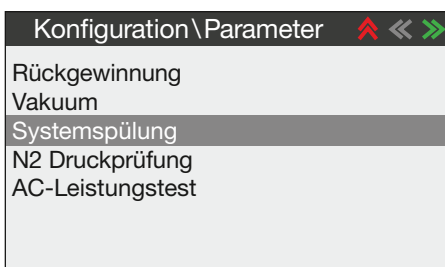 Konfiguration\Parameter
Rückgewinnung
Vakuum
Systemspülung
N2 Druckprüfung
AC-Leistungstest